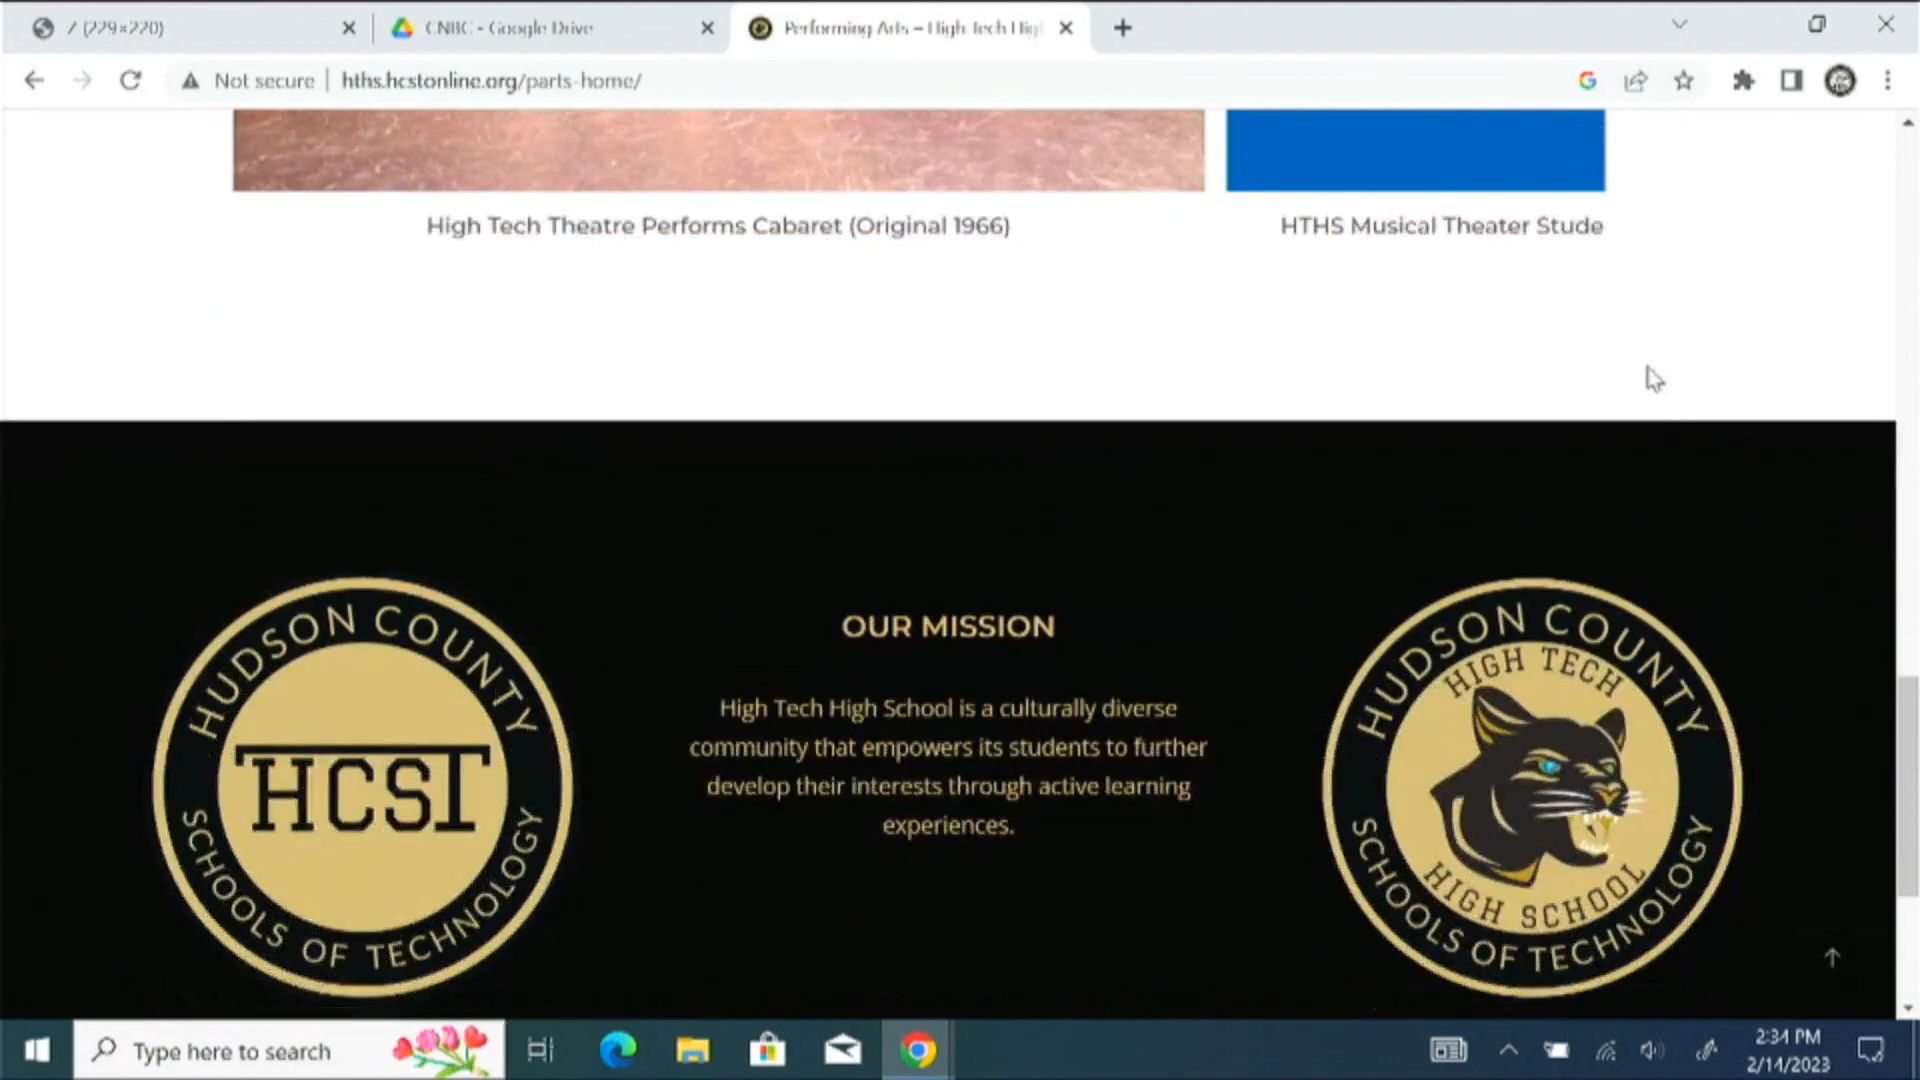 / (229×220)
CNBC - Google Drive
Performing Arts – High Tech Hig
Not secure
hths.hcstonline.org/parts-home/
High Tech Theatre Performs Cabaret (Original 1966)
HTHS Musical Theater Stude
HUDSON COUNTY
HCST
SCHOOLS OF TECHNOLOGY
OUR MISSION
High Tech High School is a culturally diverse
community that empowers its students to further
develop their interests through active learning
experiences.
HUDSON COUNTY
HIGH TECH
HIGH SCHOOL
SCHOOLS OF TECHNOLOGY
Type here to search
2:34 PM
2/14/2023